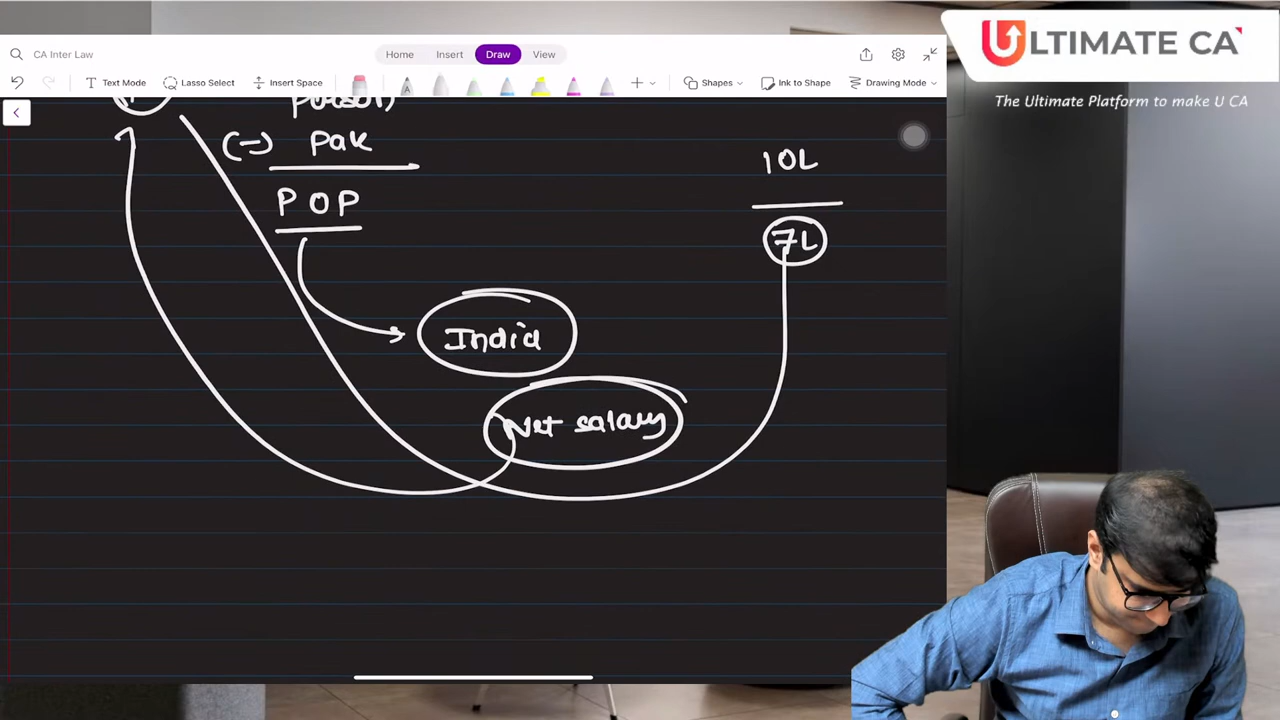 ULTIMATE CA
CA Inter Law
Home Insert Draw View
The Ultimate Platform to make U CA
Text Mode Lasso Select Insert Space Shapes Ink to Shape Drawing Mode
(-) Pak
10L
POP
7L
India
Net salary